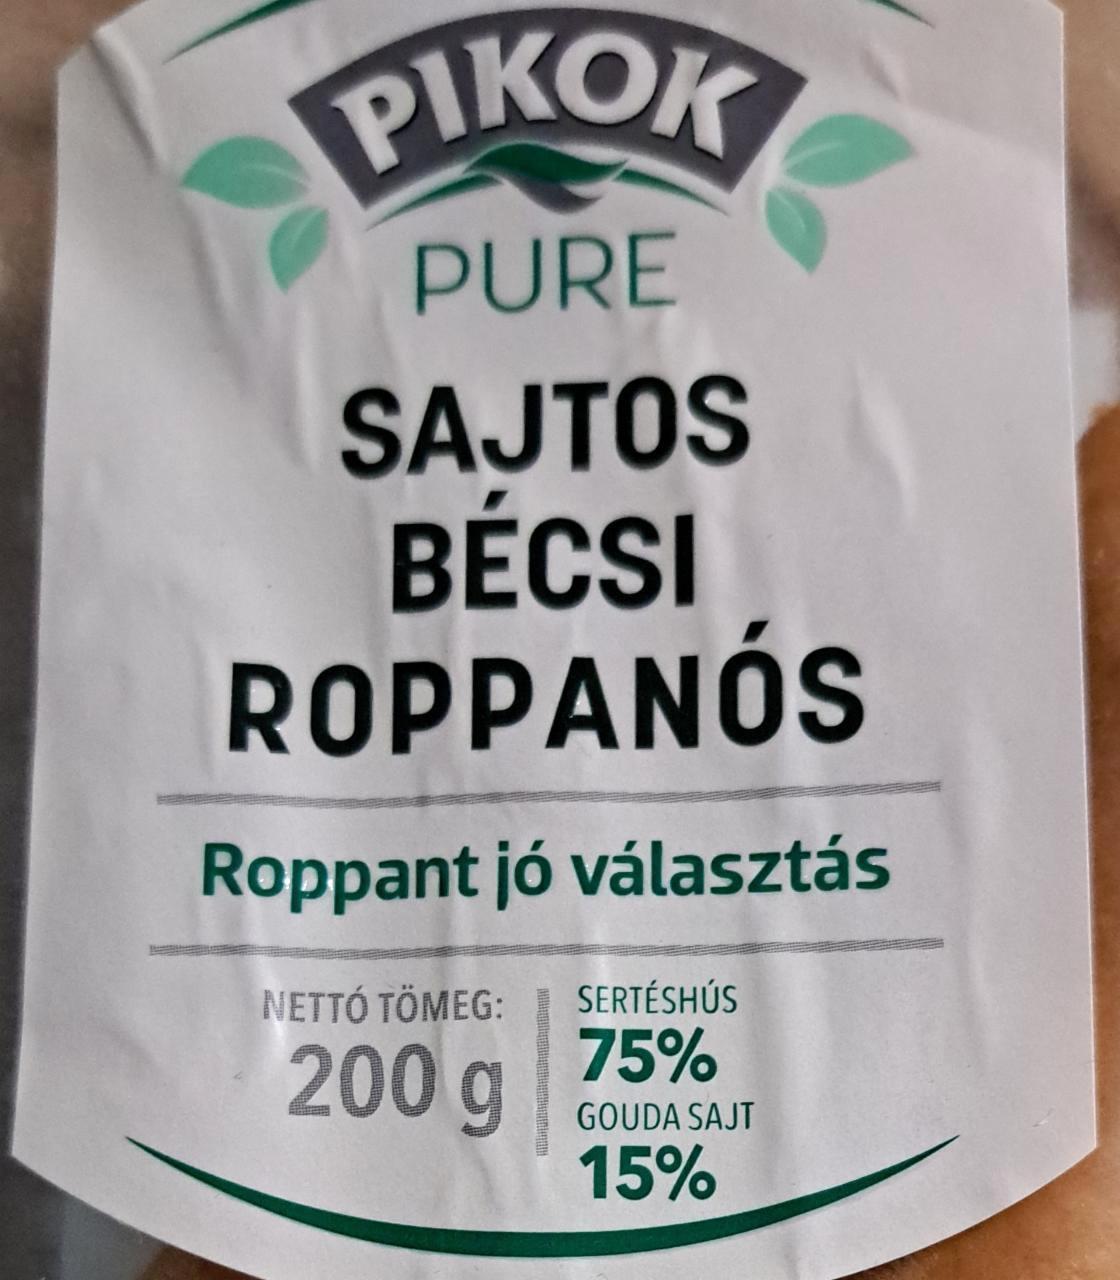 PIKOK
PURE
SAJTOS
BÉCSI
ROPPANÓS
Roppant jó választás
NETTÓ TÖMEG:
200 g
SERTÉSHÚS
75%
GOUDA SAJT
15%